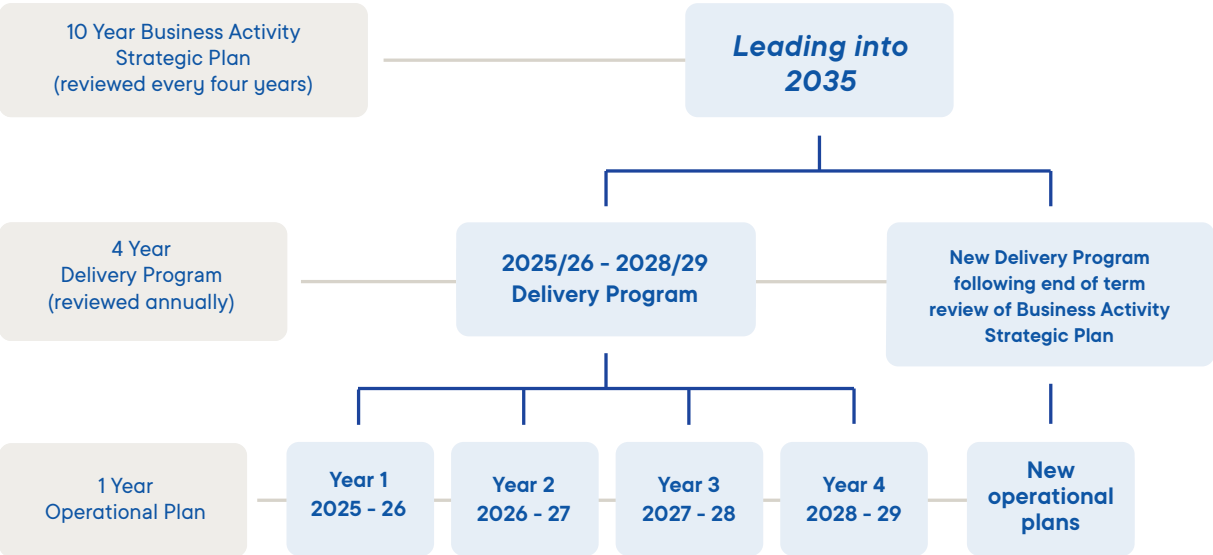 10 Year Business Activity
Strategic Plan
(reviewed every four years)
Leading into
2035
4 Year
Delivery Program
(reviewed annually)
2025/26 - 2028/29
Delivery Program
New Delivery Program
following end of term
review of Business Activity
Strategic Plan
1 Year
Operational Plan
Year 1
2025 - 26
Year 2
2026 - 27
Year 3
2027 - 28
Year 4
2028 - 29
New
operational
plans